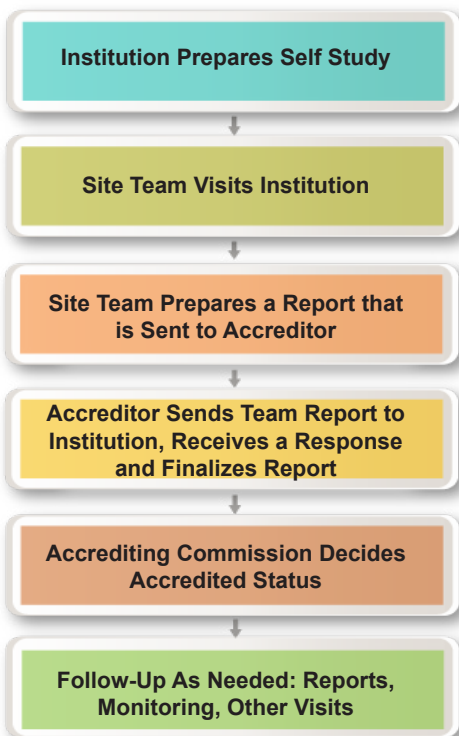 Institution Prepares Self Study
Site Team Visits Institution
Site Team Prepares a Report that
is Sent to Accreditor
Accreditor Sends Team Report to
Institution, Receives a Response
and Finalizes Report
Accrediting Commission Decides
Accredited Status
Follow-Up As Needed: Reports,
Monitoring, Other Visits